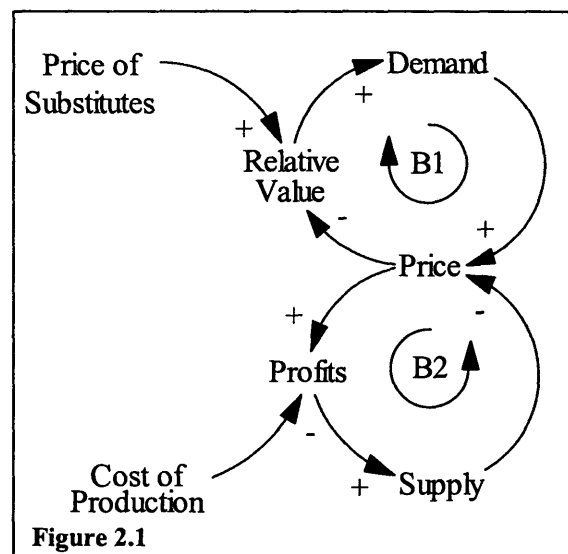 Price of
Substitutes
Demand
+
+
Relative
Value
B1
-
+
Price
+
-
Profits
B2
-
Cost of
Production
+
Supply
Figure 2.1